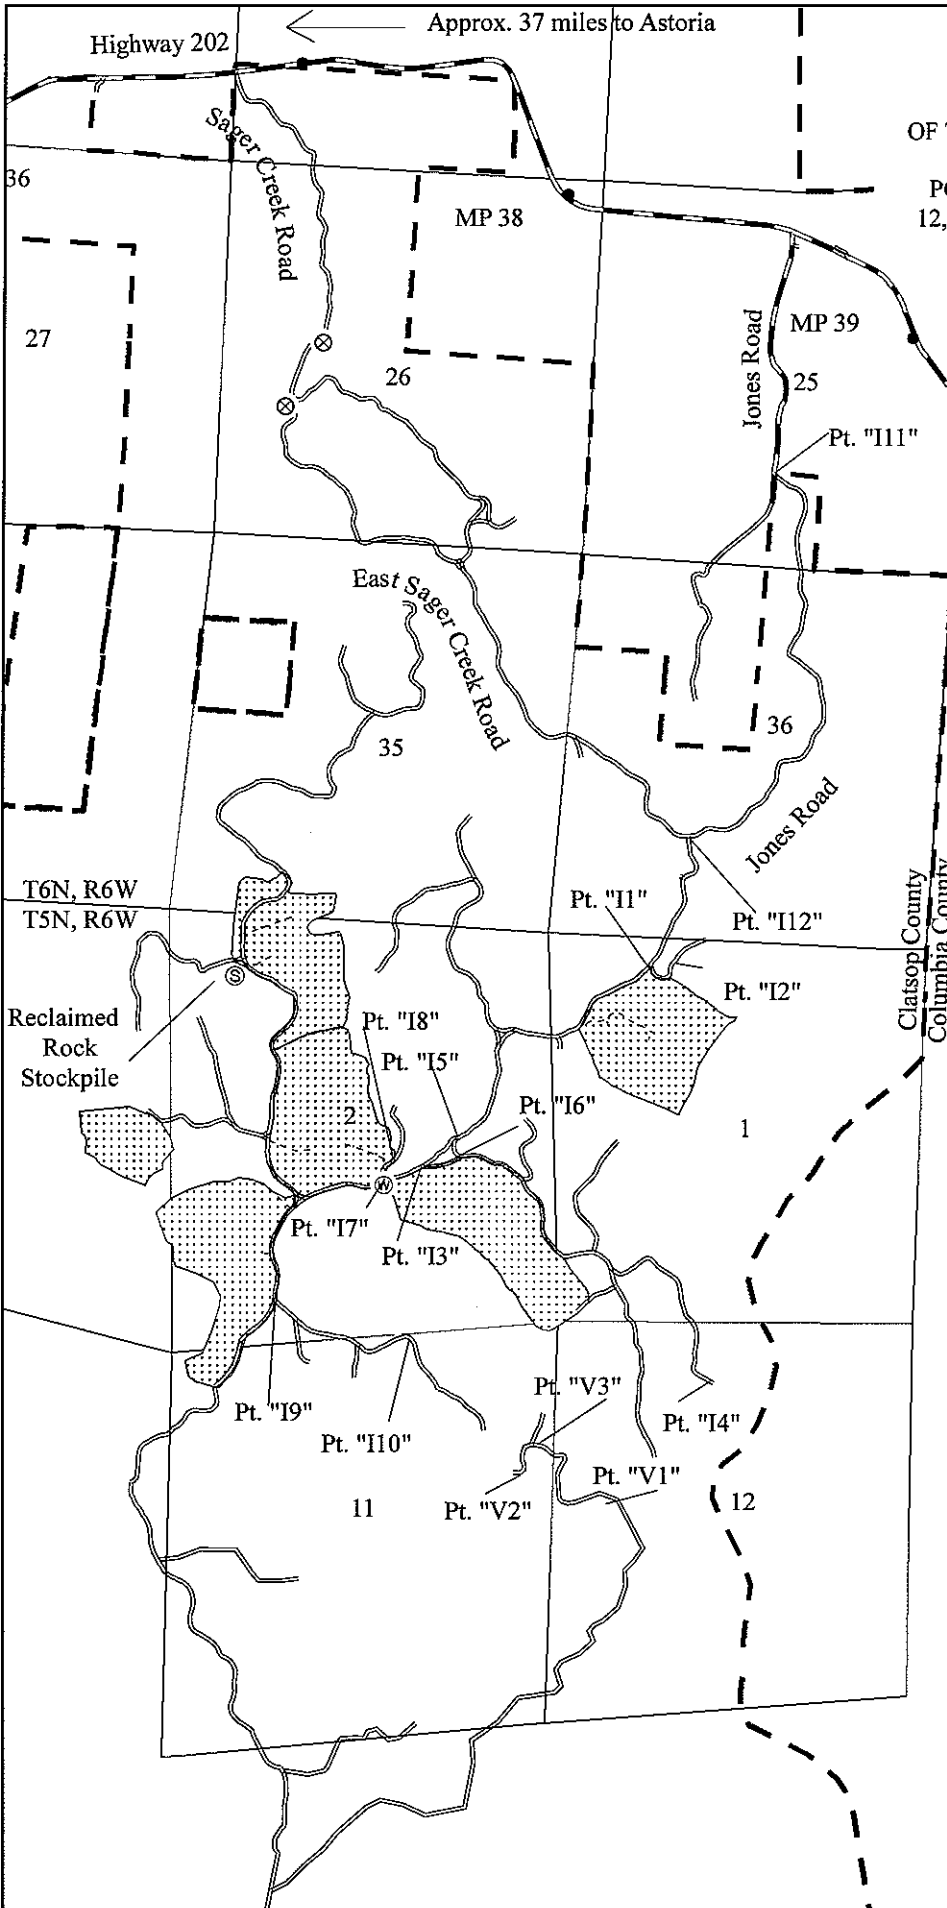 Approx. 37 miles to Astoria
Highway 202
OF
36
Sager Creek Road
MP 38
12,
27
26
Jones Road
MP 39
25
Pt. "I11"
East Sager Creek Road
35
36
Jones Road
T6N, R6W
T5N, R6W
Pt. "I1"
Pt. "I12"
Clatsop County
Columbia County
S
Pt. "I2"
Reclaimed
Rock
Stockpile
Pt. "I8"
Pt. "I5"
Pt. "I6"
2
1
W
Pt. "I7"
Pt. "I3"
Pt. "I9"
Pt. "I10"
Pt. "V3"
Pt. "I4"
Pt. "V1"
Pt. "V2"
11
12